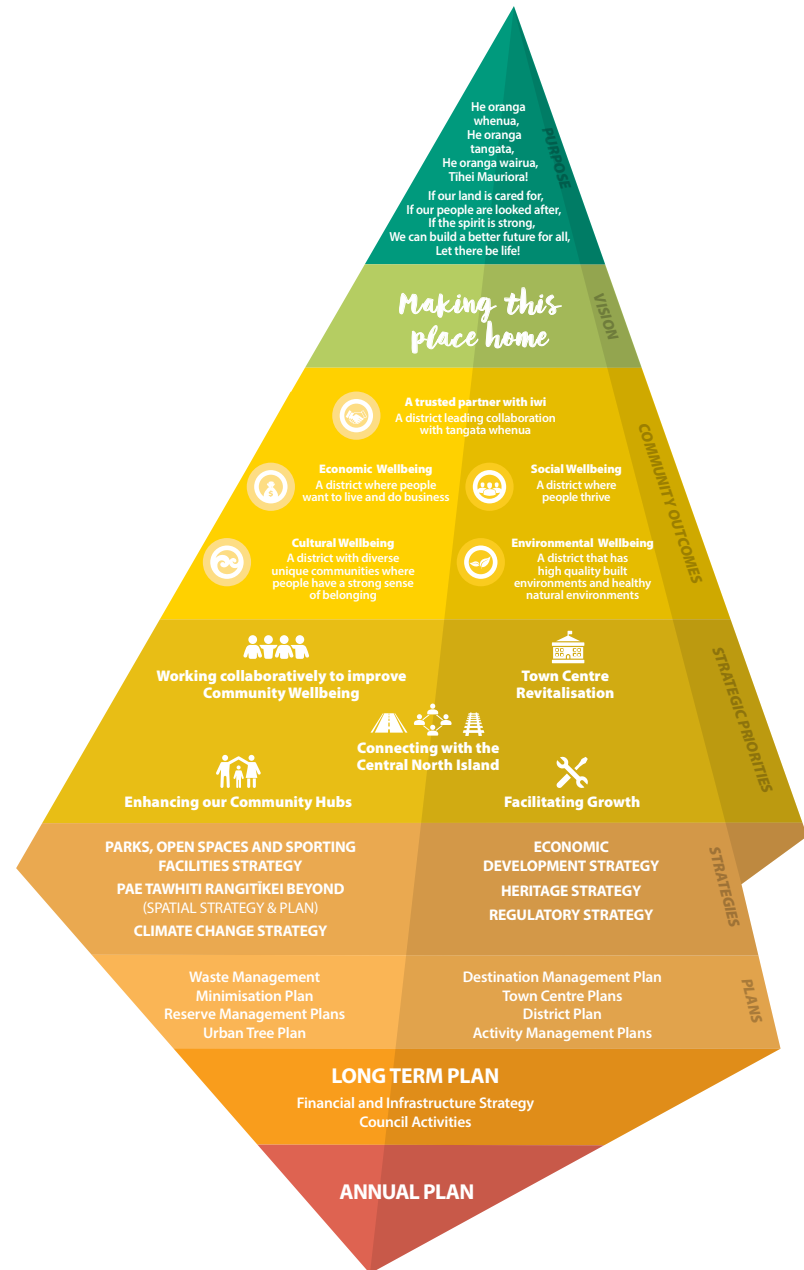 He oranga
whenua,
He oranga
tangata,
He oranga wairua,
Tīhei Mauriora!
If our land is cared for,
If our people are looked after,
If the spirit is strong,
We can build a better future for all,
Let there be life!
PURPOSE
Making this
place home
VISION
A trusted partner with iwi
A district leading collaboration
with tangata whenua
Economic Wellbeing
A district where people
want to live and do business
Social Wellbeing
A district where
people thrive
Cultural Wellbeing
A district with diverse
unique communities where
people have a strong sense
of belonging
Environmental Wellbeing
A district that has
high quality built
environments and healthy
natural environments
COMMUNITY OUTCOMES
Working collaboratively to improve
Community Wellbeing
Town Centre
Revitalisation
Connecting with the
Central North Island
Enhancing our Community Hubs
Facilitating Growth
STRATEGIC PRIORITIES
PARKS, OPEN SPACES AND SPORTING
FACILITIES STRATEGY
PAE TAWHITI RANGITĪKEI BEYOND
(SPATIAL STRATEGY & PLAN)
CLIMATE CHANGE STRATEGY
ECONOMIC
DEVELOPMENT STRATEGY
HERITAGE STRATEGY
REGULATORY STRATEGY
STRATEGIES
Waste Management
Minimisation Plan
Reserve Management Plans
Urban Tree Plan
Destination Management Plan
Town Centre Plans
District Plan
Activity Management Plans
PLANS
LONG TERM PLAN
Financial and Infrastructure Strategy
Council Activities
ANNUAL PLAN